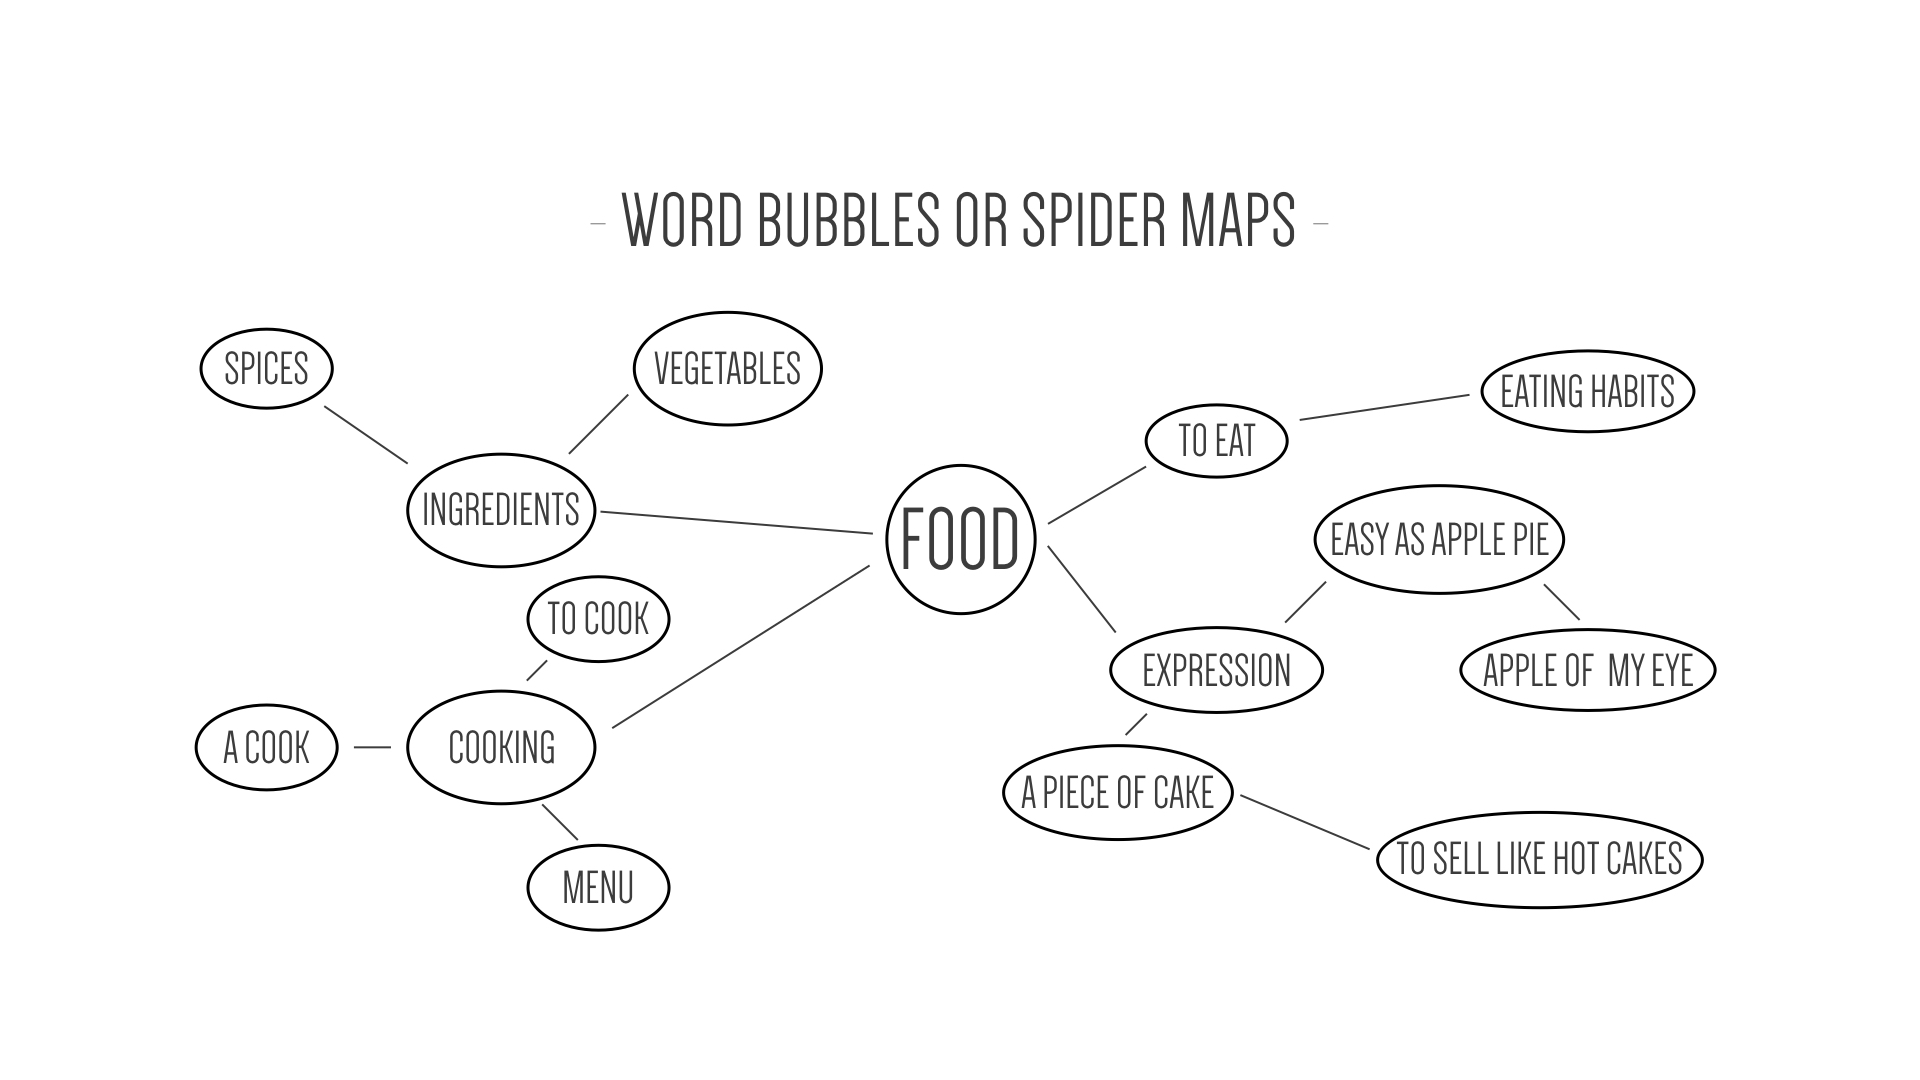 - WORD BUBBLES OR SPIDER MAPS -
SPICES
VEGETABLES
INGREDIENTS
TO COOK
A COOK
COOKING
MENU
FOOD
TO EAT
EATING HABITS
EASY AS APPLE PIE
EXPRESSION
APPLE OF  MY EYE
A PIECE OF CAKE
TO SELL LIKE HOT CAKES